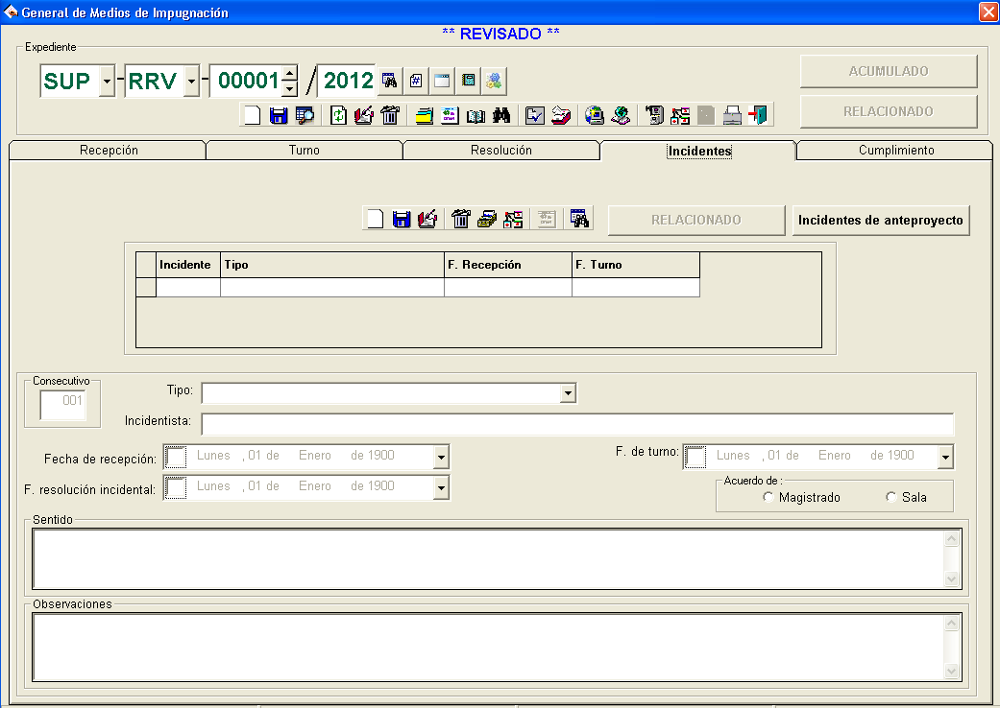 General de Medios de Impugnación
** REVISADO **
Expediente
SUP - RRV - 00001 / 2012
ACUMULADO
RELACIONADO
Recepción Turno Resolución Incidentes Cumplimiento
RELACIONADO Incidentes de anteproyecto
Incidente Tipo F. Recepción F. Turno
Consecutivo
001
Tipo:
Incidentista:
Fecha de recepción: Lunes , 01 de Enero de 1900
F. de turno: Lunes , 01 de Enero de 1900
F. resolución incidental: Lunes , 01 de Enero de 1900
Acuerdo de :
Magistrado Sala
Sentido
Observaciones